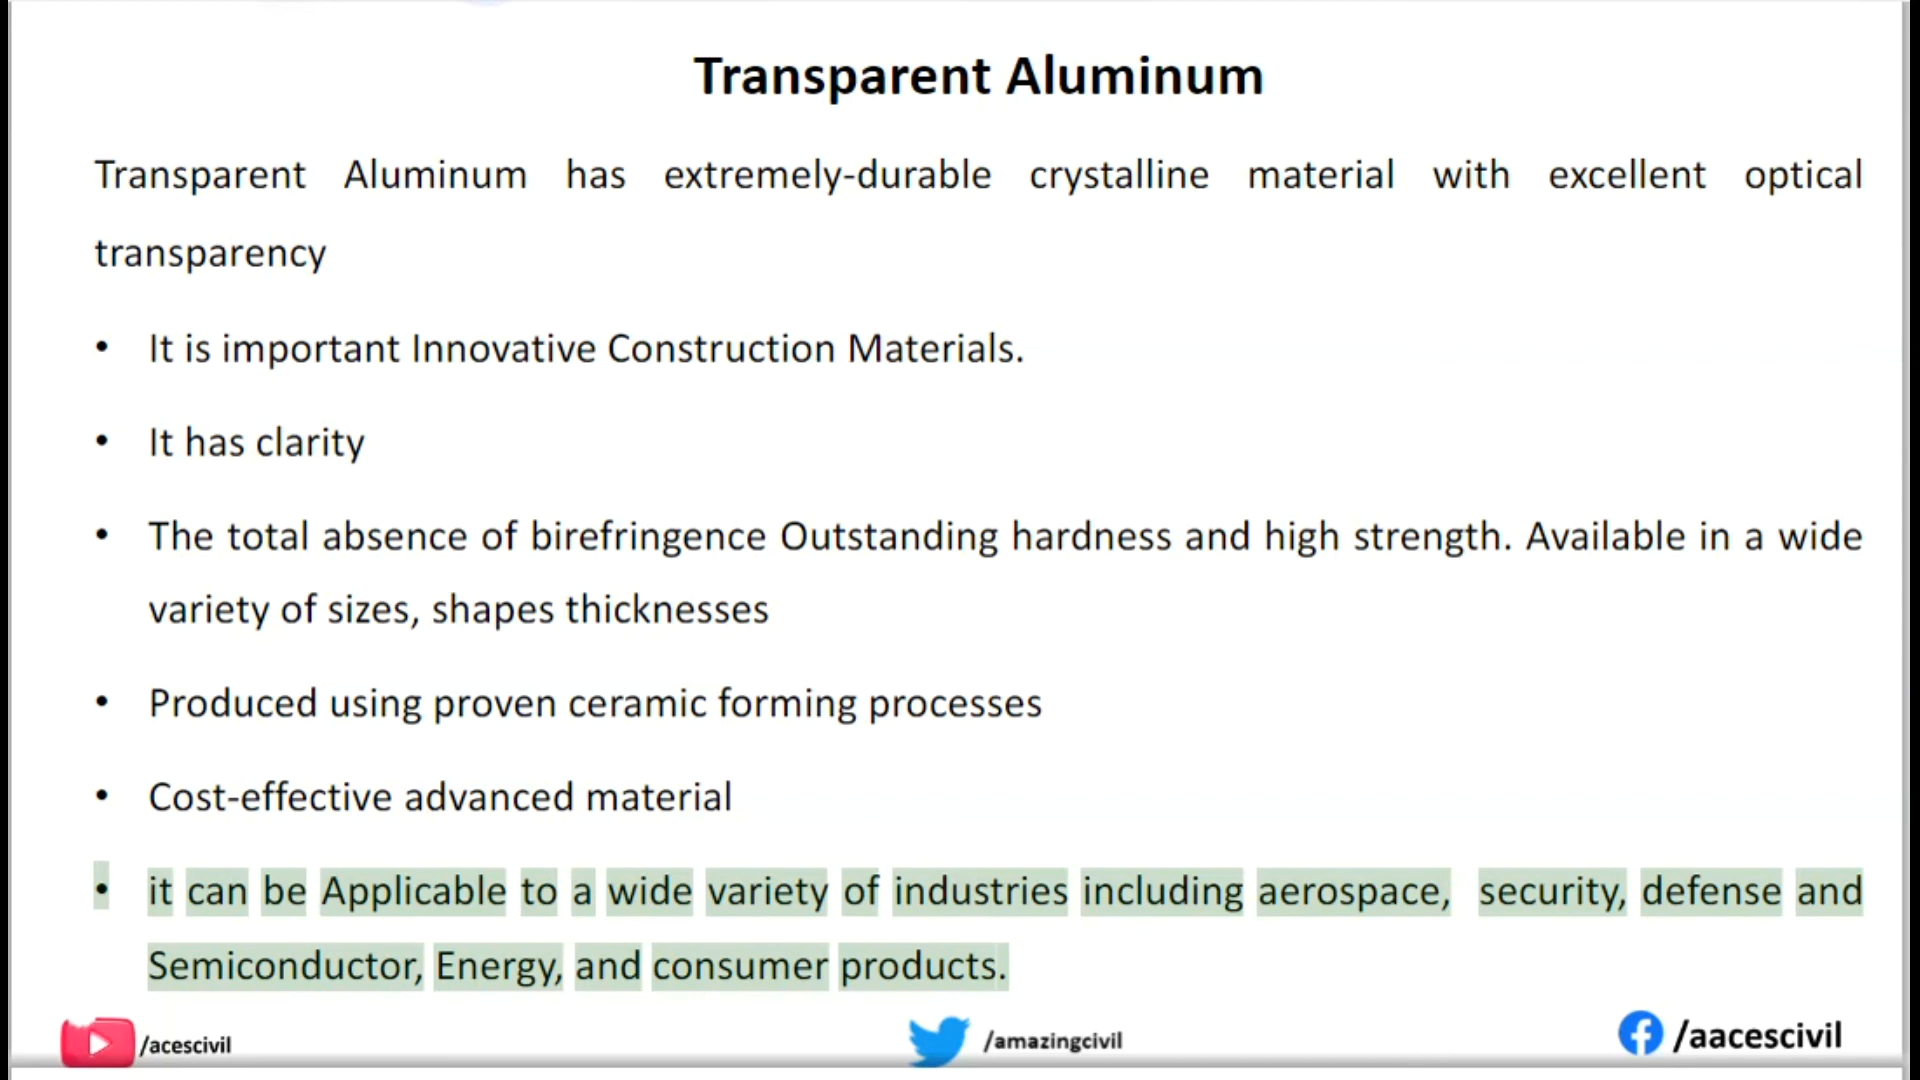 Transparent Aluminum
Transparent Aluminum has extremely-durable crystalline material with excellent optical
transparency
• It is important Innovative Construction Materials.
• It has clarity
• The total absence of birefringence Outstanding hardness and high strength. Available in a wide
variety of sizes, shapes thicknesses
• Produced using proven ceramic forming processes
• Cost-effective advanced material
• it can be Applicable to a wide variety of industries including aerospace, security, defense and
Semiconductor, Energy, and consumer products.
/acescivil
/amazingcivil
/aacescivil